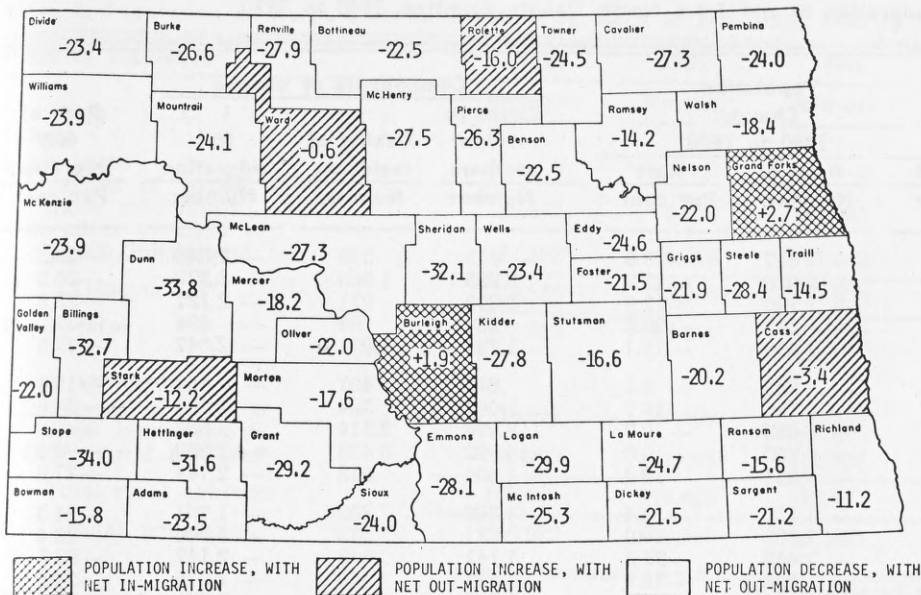 Divide
-23.4
Burke
-26.6
Renville
-27.9
Bottineau
-22.5
Rolette
-16.0
Towner
-24.5
Cavalier
-27.3
Pembina
-24.0
Williams
-23.9
Mountrail
-24.1
Ward
-0.6
Mc Henry
-27.5
Pierce
-26.3
Benson
-22.5
Ramsey
-14.2
Walsh
-18.4
Nelson
-22.0
Grand Forks
+2.7
Mc Kenzie
-23.9
Dunn
-33.8
McLean
-27.3
Mercer
-18.2
Sheridan
-32.1
Wells
-23.4
Eddy
-24.6
Foster
-21.5
Griggs
-21.9
Steele
-28.4
Traill
-14.5
Golden
Valley
-22.0
Billings
-32.7
Stark
-12.2
Oliver
-22.0
Morton
-17.6
Burleigh
+1.9
Kidder
-27.8
Stutsman
-16.6
Barnes
-20.2
Cass
-3.4
Slope
-34.0
Hettinger
-31.6
Grant
-29.2
Emmons
-28.1
Logan
-29.9
La Moure
-24.7
Ransom
-15.6
Richland
-11.2
Bowman
-15.8
Adams
-23.5
Sioux
-24.0
Mc Intosh
-25.3
Dickey
-21.5
Sargent
-21.2
POPULATION INCREASE, WITH
NET IN-MIGRATION
POPULATION INCREASE, WITH
NET OUT-MIGRATION
POPULATION DECREASE, WITH
NET OUT-MIGRATION